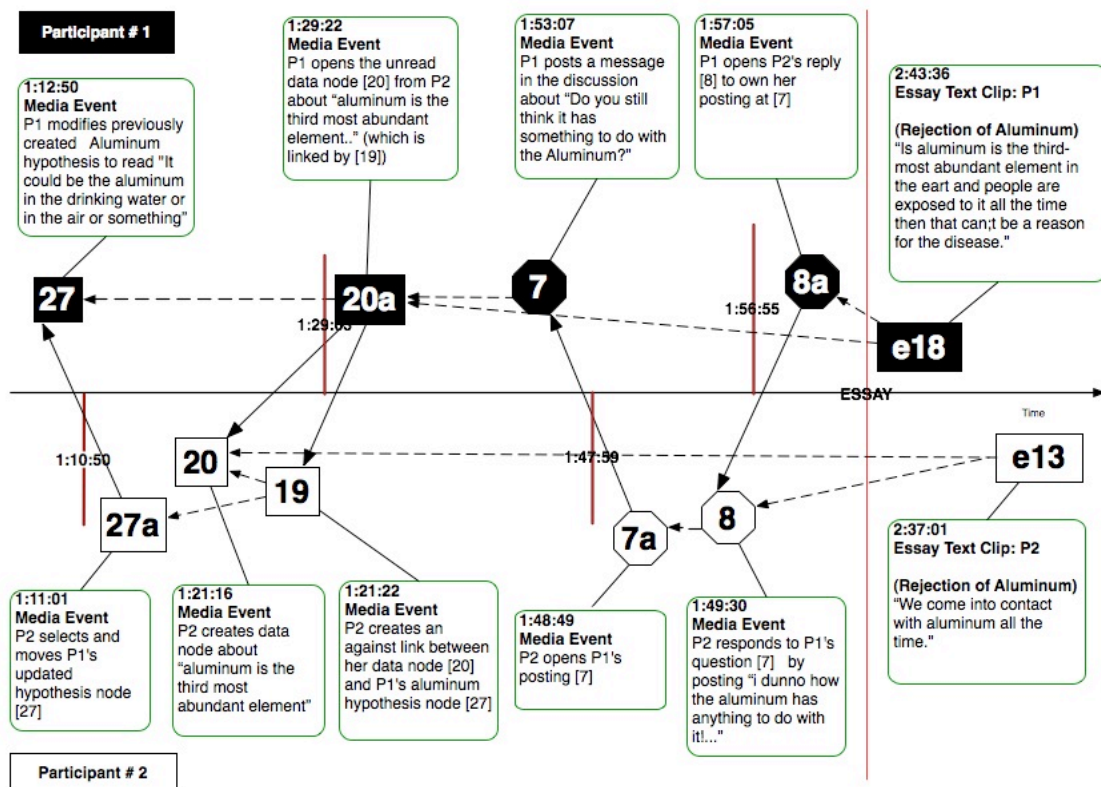 Participant # 1
1:12:50
Media Event
P1 modifies previously
created Aluminum
hypothesis to read "It
could be the aluminum
in the drinking water or
in the air or something"
1:29:22
Media Event
P1 opens the unread
data node [20] from P2
about “aluminum is the
third most abundant
element..” (which is
linked by [19])
1:53:07
Media Event
P1 posts a message
in the discussion
about “Do you still
think it has
something to do with
the Aluminum?”
1:57:05
Media Event
P1 opens P2's reply
[8] to own her
posting at [7]
2:43:36
Essay Text Clip: P1
(Rejection of Aluminum)
“Is aluminum is the third-
most abundant element in
the eart and people are
exposed to it all the time
then that can;t be a reason
for the disease."
27
20a
7
8a
e18
1:56:55
ESSAY
Time
1:10:50
1:47:59
20
19
27a
7a
8
e13
1:11:01
Media Event
P2 selects and
moves P1's
updated
hypothesis node
[27]
1:21:16
Media Event
P2 creates data
node about
“aluminum is the
third most
abundant element”
1:21:22
Media Event
P2 creates an
against link between
her data node [20]
and P1's aluminum
hypothesis node [27]
1:48:49
Media Event
P2 opens P1's
posting [7]
1:49:30
Media Event
P2 responds to P1's
question [7] by
posting “i dunno how
the aluminum has
anything to do with
it!..."
2:37:01
Essay Text Clip: P2
(Rejection of Aluminum)
“We come into contact
with aluminum all the
time."
Participant # 2